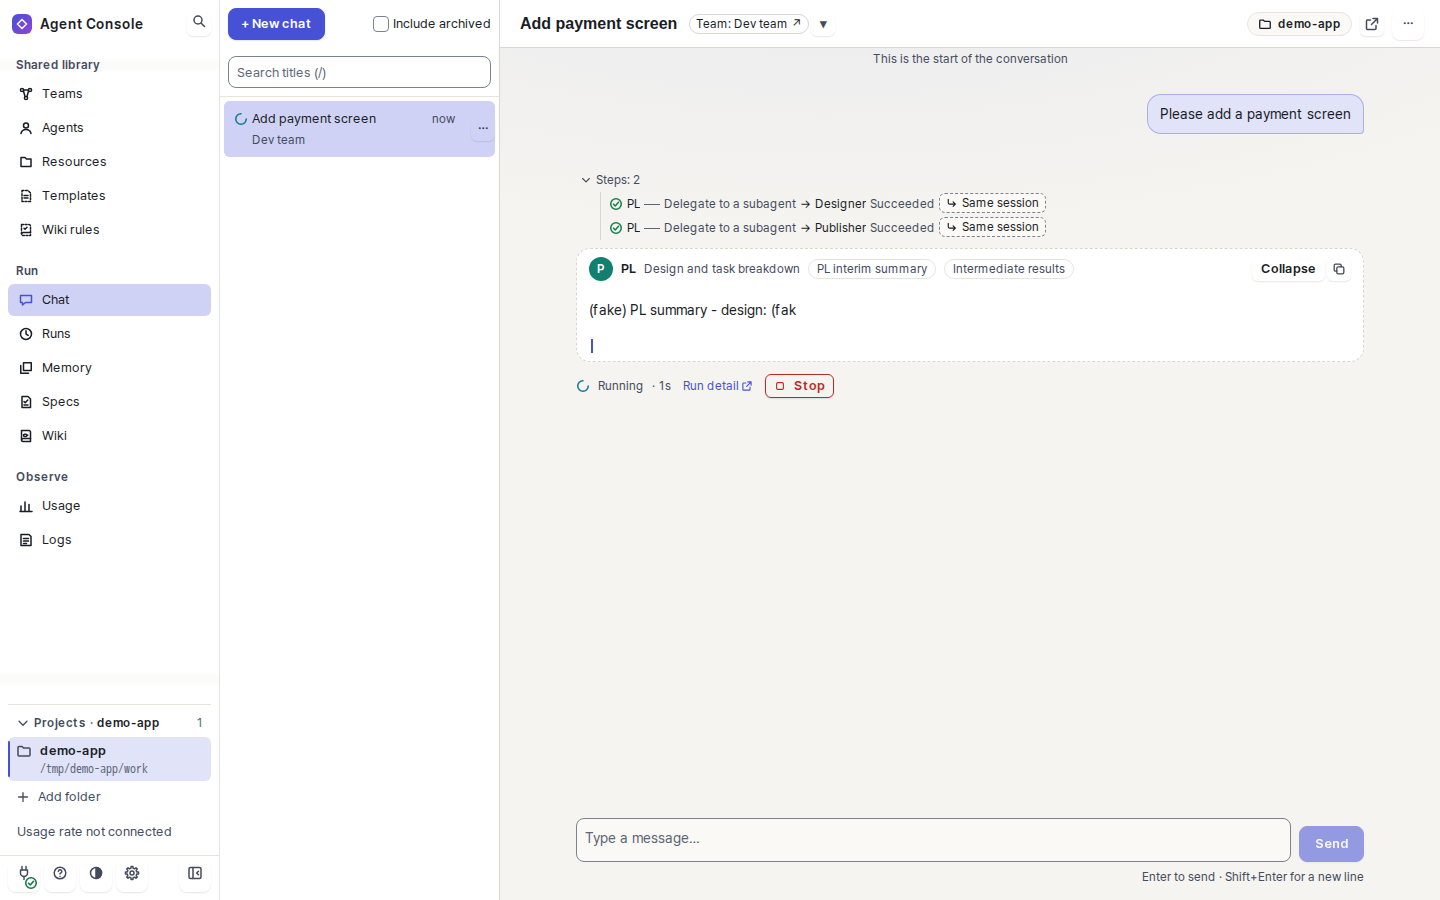 Agent Console
Shared library
Teams
Agents
Resources
Templates
Wiki rules
Run
Chat
Runs
Memory
Specs
Wiki
Observe
Usage
Logs
Projects · demo-app 1
demo-app
/tmp/demo-app/work
Add folder
Usage rate not connected
+ New chat
Include archived
Search titles (/)
Add payment screen now
Dev team
Add payment screen
Team: Dev team ↗
demo-app
This is the start of the conversation
Please add a payment screen
Steps: 2
PL — Delegate to a subagent → Designer Succeeded ↳ Same session
PL — Delegate to a subagent → Publisher Succeeded ↳ Same session
P PL Design and task breakdown PL interim summary Intermediate results Collapse
(fake) PL summary - design: (fak
Running · 1s Run detail Stop
Type a message...
Send
Enter to send · Shift+Enter for a new line